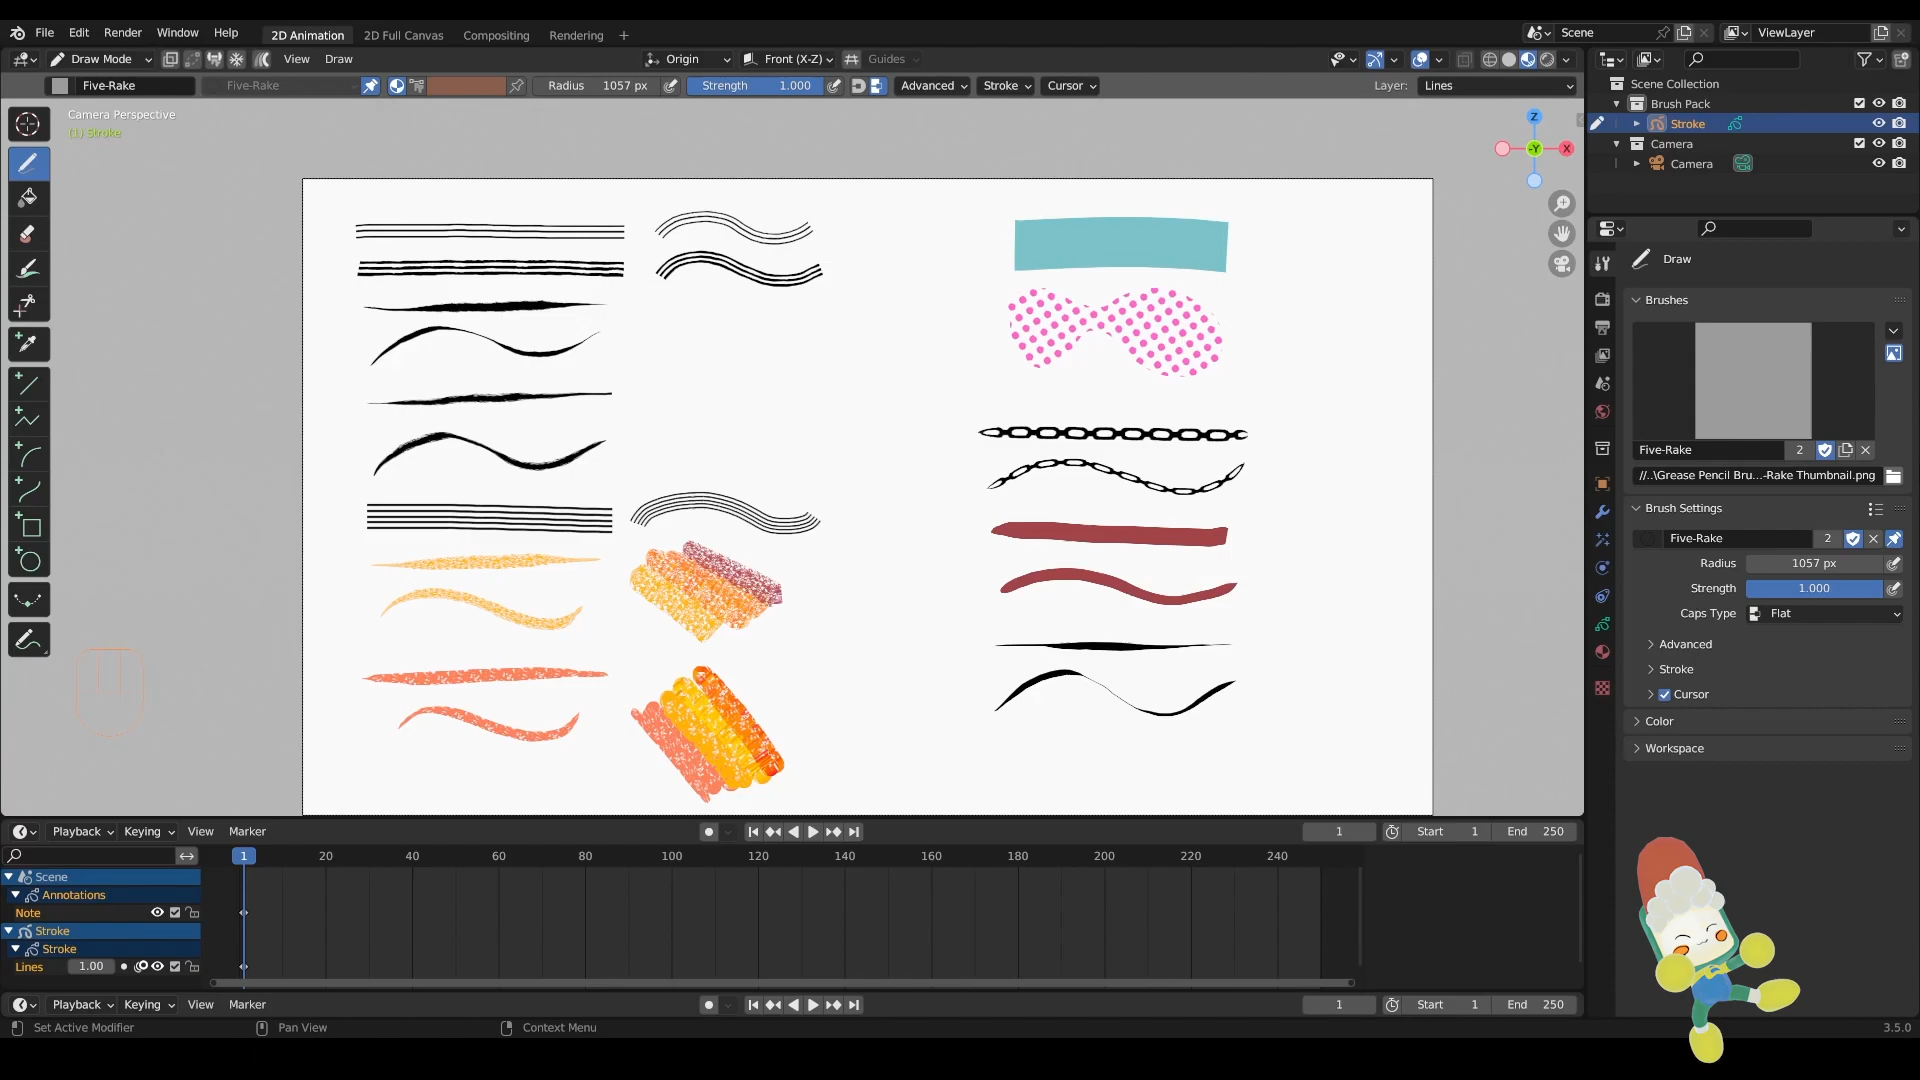 File Edit Render Window Help 2D Animation 2D Full Canvas Compositing Rendering + Scene ViewLayer
Draw Mode View Draw Origin Front (X-Z) Guides
Five-Rake Five-Rake Radius 1057 px Strength 1.000 Advanced Stroke Cursor Layer: Lines
Scene Collection
Brush Pack
Stroke
Camera
Camera
Camera Perspective
(1) Stroke
Z
-Y
X
Draw
Brushes
Five-Rake 2
//..\Grease Pencil Bru...-Rake Thumbnail.png
Brush Settings
Five-Rake 2
Radius 1057 px
Strength 1.000
Caps Type Flat
Advanced
Stroke
Cursor
Color
Workspace
Playback Keying View Marker 1 Start 1 End 250
1 20 40 60 80 100 120 140 160 180 200 220 240
Scene
Annotations
Note
Stroke
Stroke
Lines 1.00
Playback Keying View Marker 1 Start 1 End 250
Set Active Modifier Pan View Context Menu 3.5.0